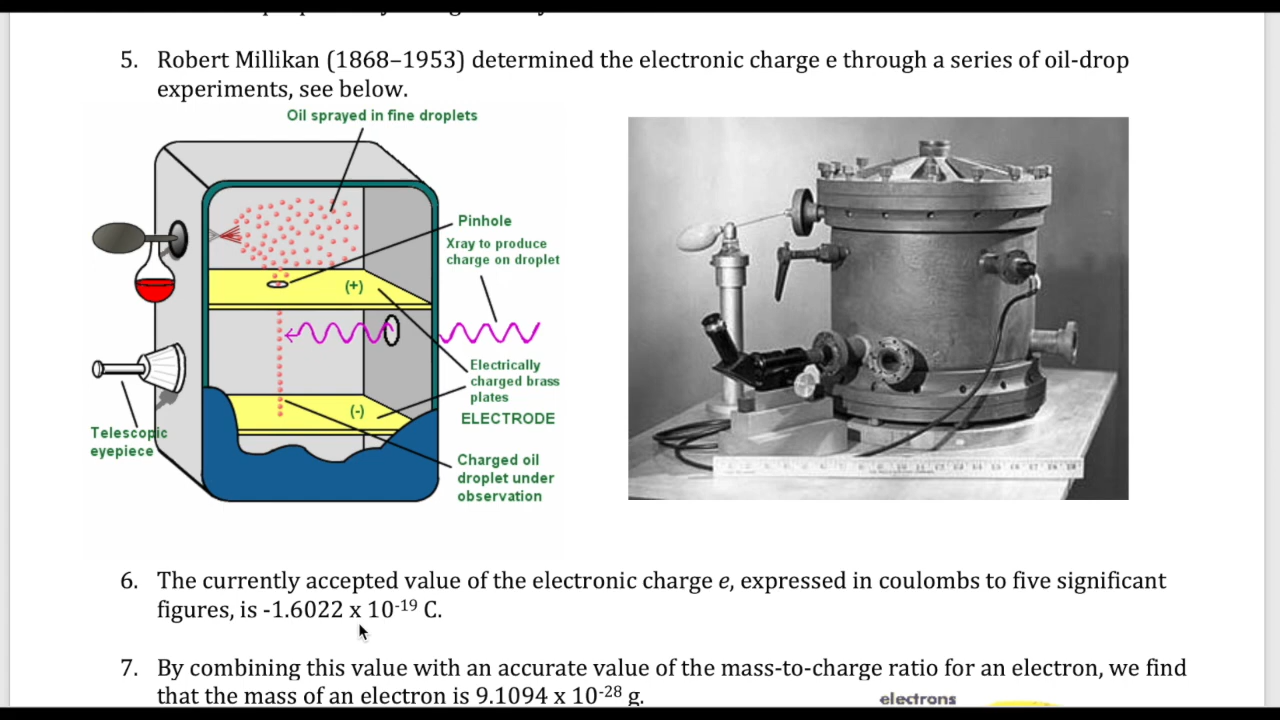 5. Robert Millikan (1868–1953) determined the electronic charge e through a series of oil-drop
experiments, see below.
Oil sprayed in fine droplets
Pinhole
Xray to produce
charge on droplet
(+)
Electrically
charged brass
plates
(-)
ELECTRODE
Telescopic
eyepiece
Charged oil
droplet under
observation
6. The currently accepted value of the electronic charge e, expressed in coulombs to five significant
figures, is -1.6022 x 10-19 C.
7. By combining this value with an accurate value of the mass-to-charge ratio for an electron, we find
that the mass of an electron is 9.1094 x 10-28 g.
electrons